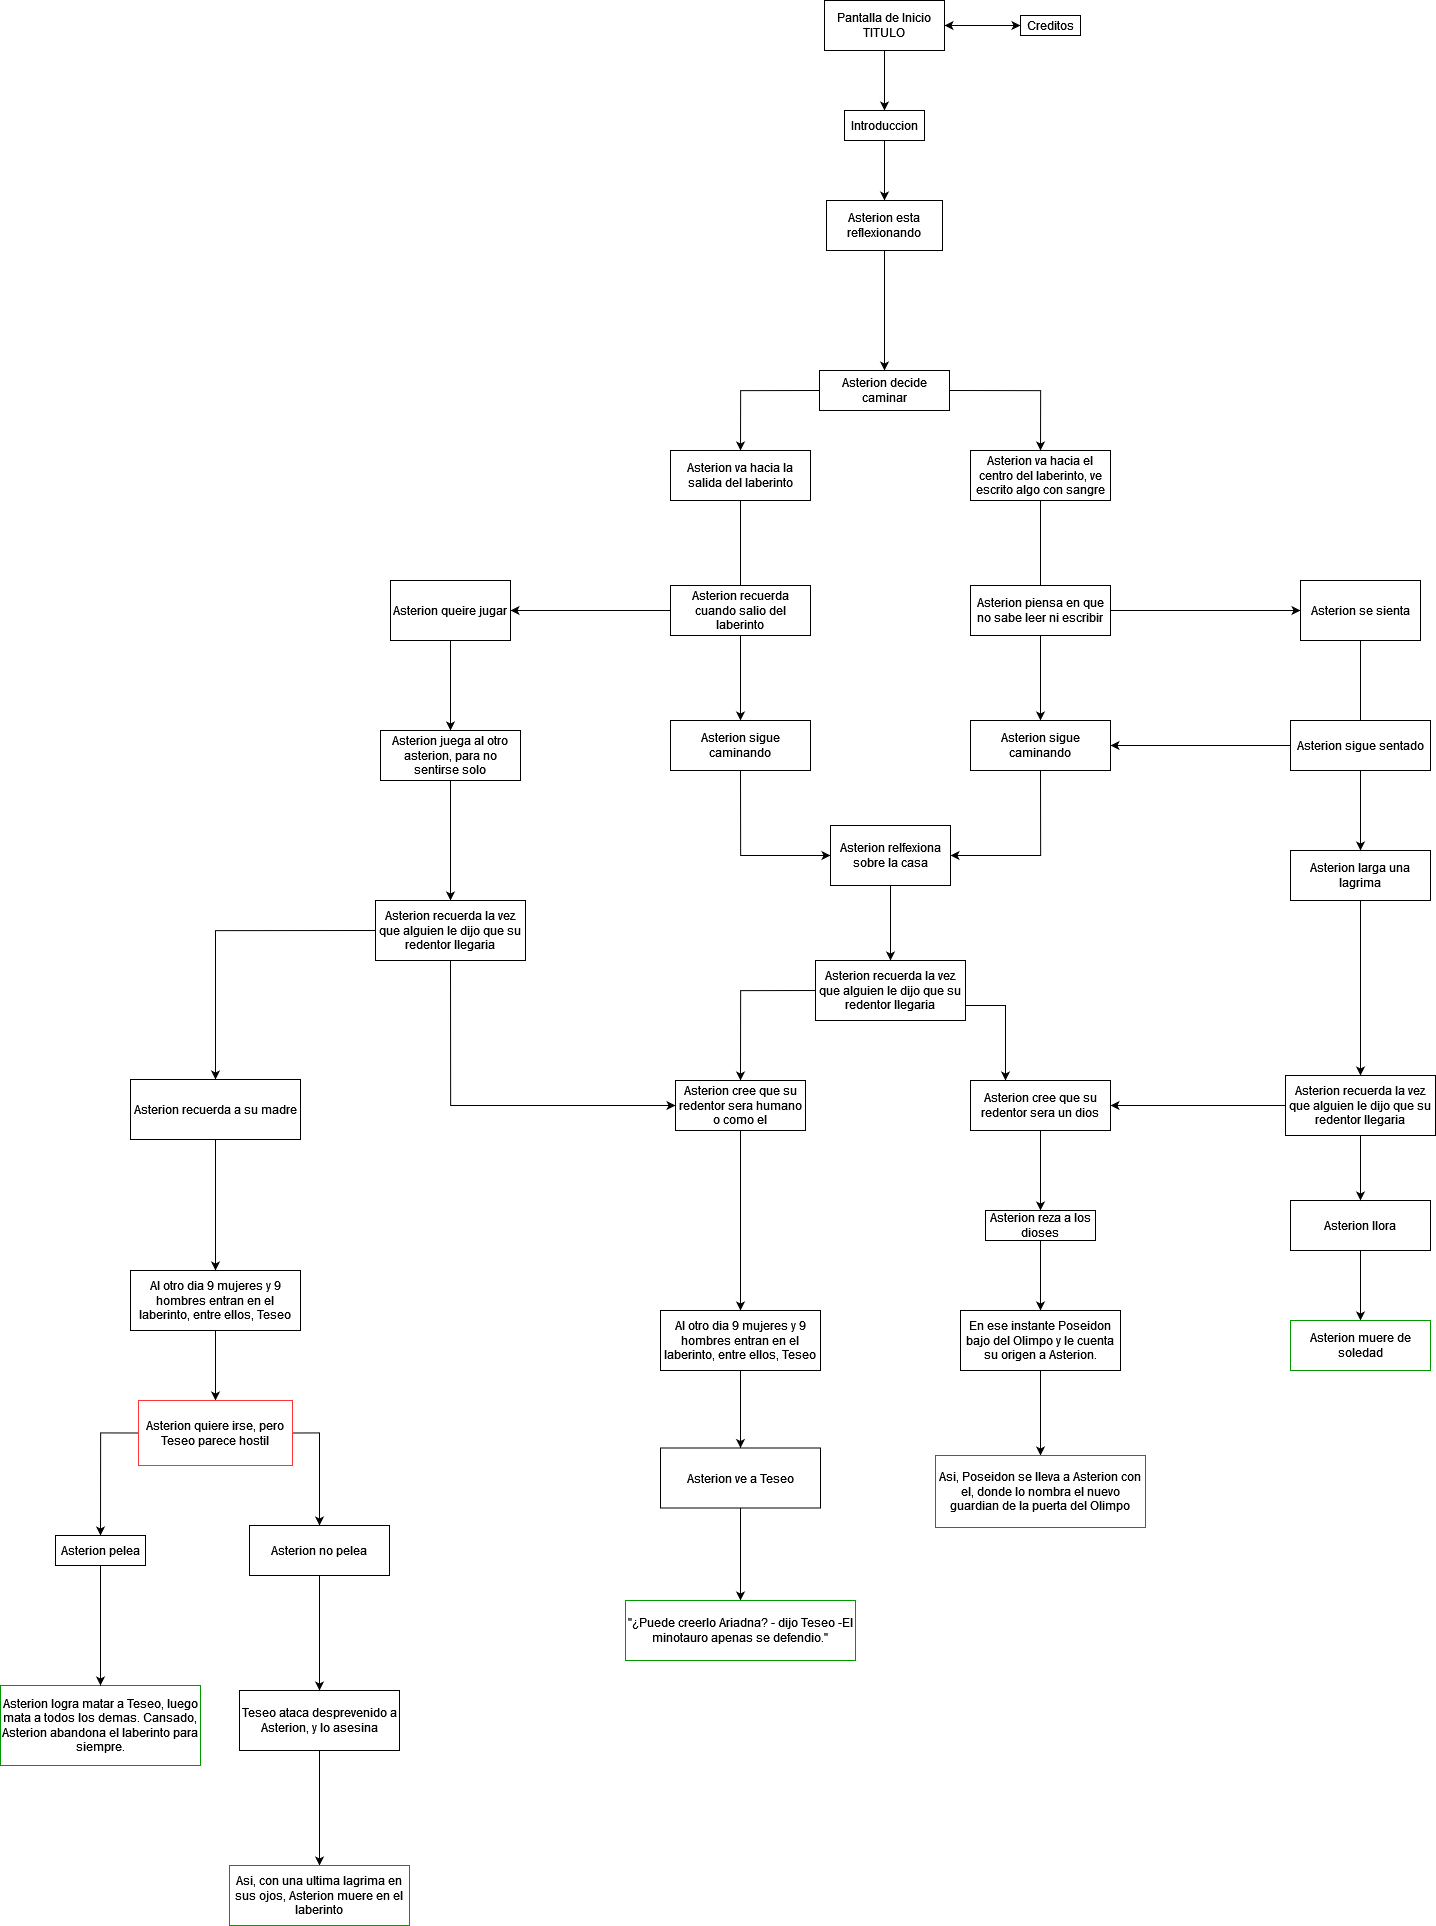 Pantalla de Inicio
TITULO
Creditos
Introduccion
Asterion esta
reflexionando
Asterion decide
caminar
Asterion va hacia la
salida del laberinto
Asterion va hacia el
centro del laberinto, ve
escrito algo con sangre
Asterion queire jugar
Asterion recuerda
cuando salio del
laberinto
Asterion piensa en que
no sabe leer ni escribir
Asterion se sienta
Asterion juega al otro
asterion, para no
sentirse solo
Asterion sigue
caminando
Asterion sigue
caminando
Asterion sigue sentado
Asterion relfexiona
sobre la casa
Asterion larga una
lagrima
Asterion recuerda la vez
que alguien le dijo que su
redentor llegaria
Asterion recuerda la vez
que alguien le dijo que su
redentor llegaria
Asterion recuerda a su madre
Asterion cree que su
redentor sera humano
o como el
Asterion cree que su
redentor sera un dios
Asterion recuerda la vez
que alguien le dijo que su
redentor llegaria
Asterion reza a los
dioses
Asterion llora
Al otro dia 9 mujeres y 9
hombres entran en el
laberinto, entre ellos, Teseo
Al otro dia 9 mujeres y 9
hombres entran en el
laberinto, entre ellos, Teseo
En ese instante Poseidon
bajo del Olimpo y le cuenta
su origen a Asterion.
Asterion muere de
soledad
Asterion quiere irse, pero
Teseo parece hostil
Asterion ve a Teseo
Asi, Poseidon se lleva a Asterion con
el, donde lo nombra el nuevo
guardian de la puerta del Olimpo
Asterion pelea
Asterion no pelea
"¿Puede creerlo Ariadna? - dijo Teseo -El
minotauro apenas se defendio."
Asterion logra matar a Teseo, luego
mata a todos los demas. Cansado,
Asterion abandona el laberinto para
siempre.
Teseo ataca desprevenido a
Asterion, y lo asesina
Asi, con una ultima lagrima en
sus ojos, Asterion muere en el
laberinto